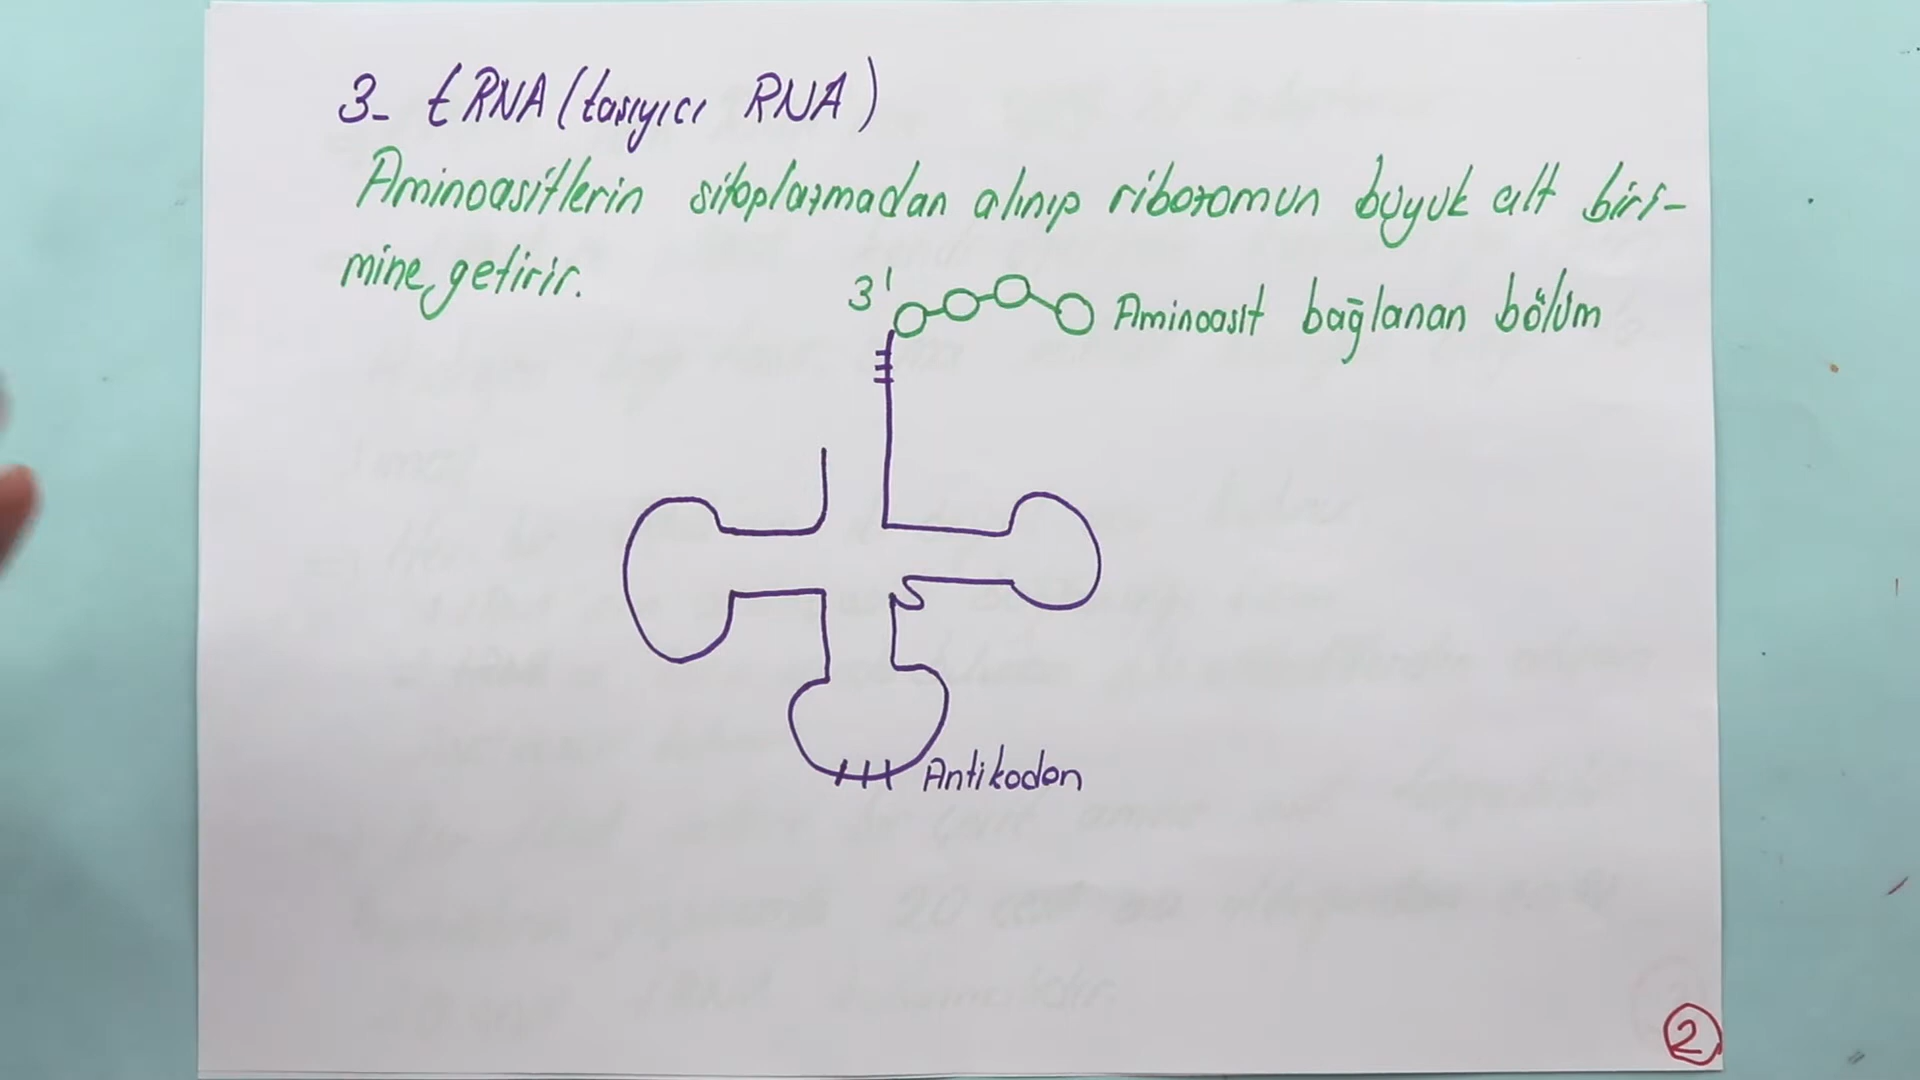 3- tRNA (taşıyıcı RNA)
Aminoasitlerin sitoplazmadan alınıp ribozomun büyük alt biri-
mine getirir.
3' Aminoasit bağlanan bölüm
Antikodon
2